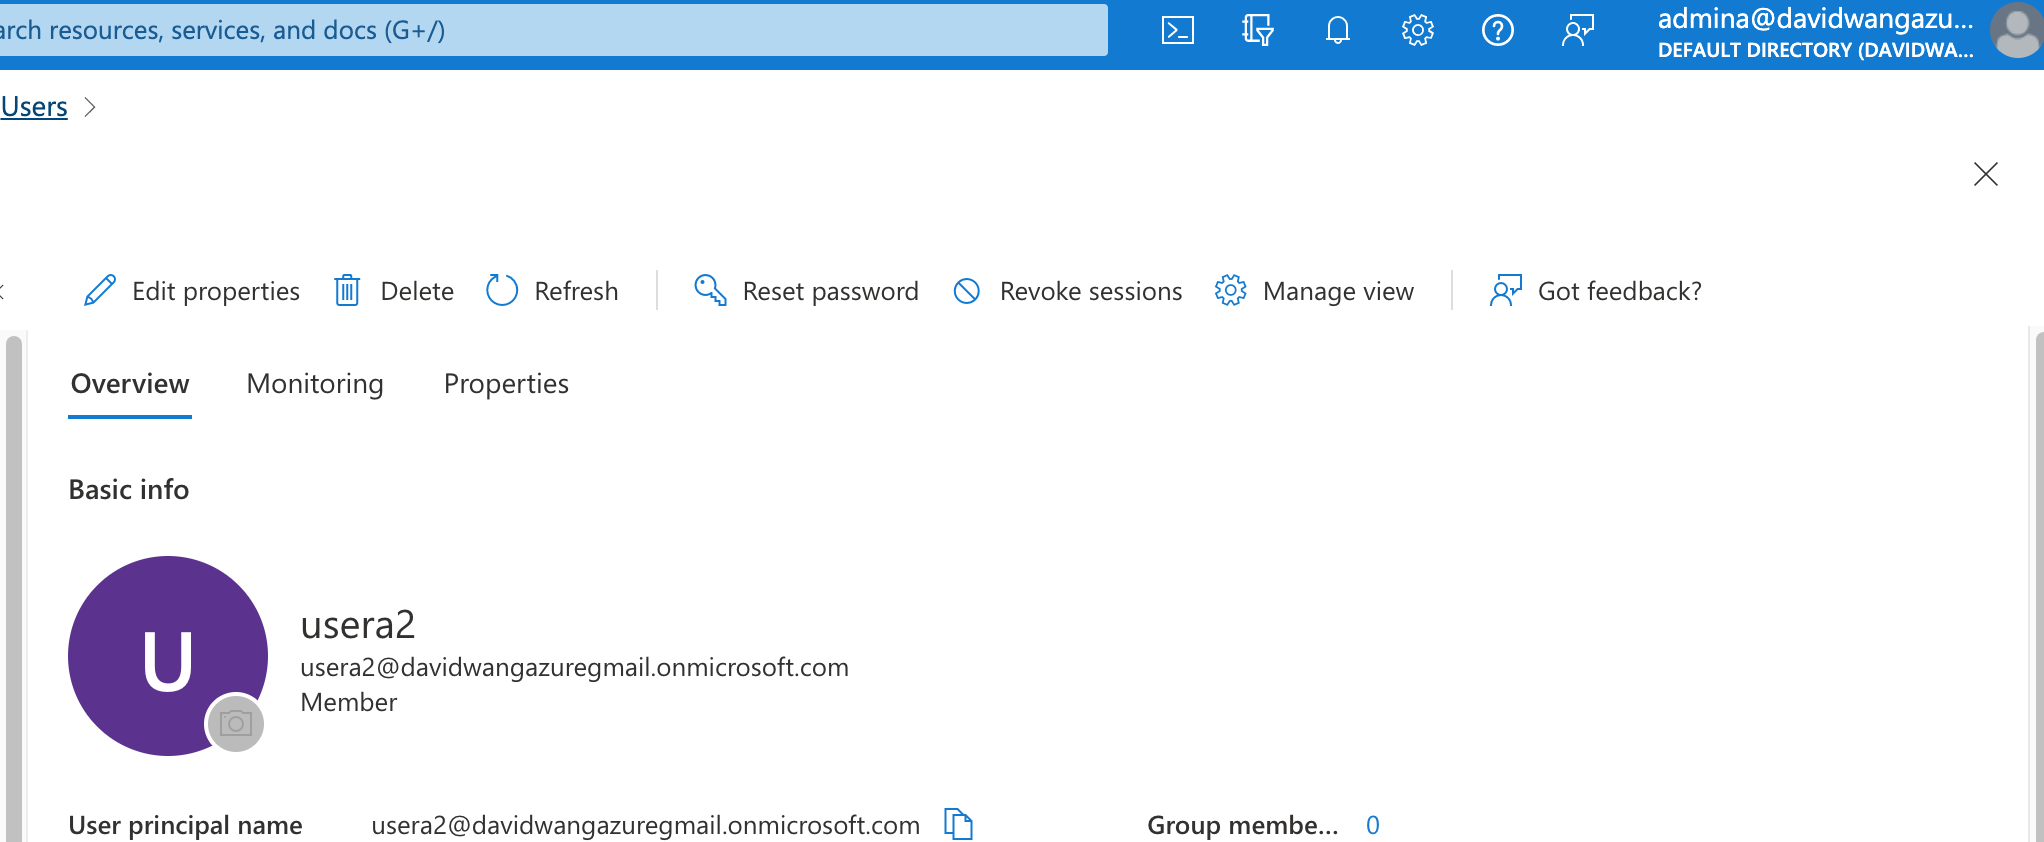 arch resources, services, and docs (G+/)
admina@davidwangazu...
DEFAULT DIRECTORY (DAVIDWA...
Users
Edit properties
Delete
Refresh
Reset password
Revoke sessions
Manage view
Got feedback?
Overview
Monitoring
Properties
Basic info
U
usera2
usera2@davidwangazuregmail.onmicrosoft.com
Member
User principal name
usera2@davidwangazuregmail.onmicrosoft.com
Group membe...
0